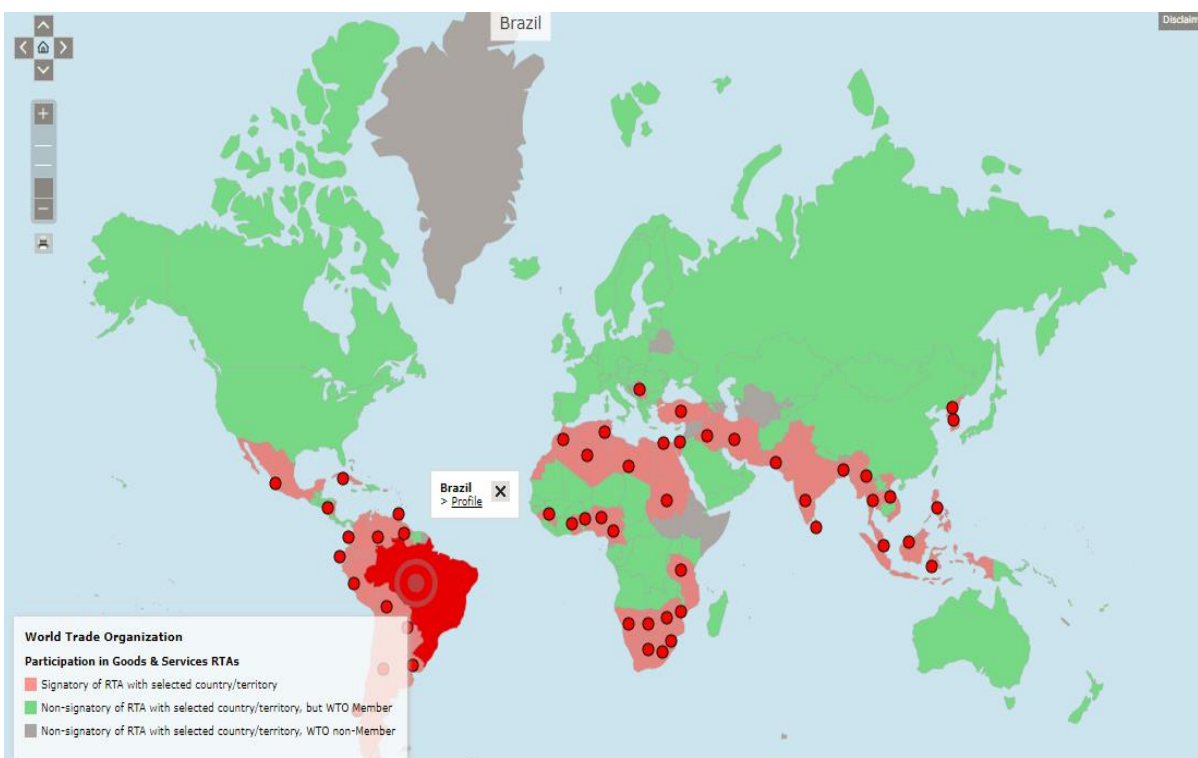 Brazil
Disclaim
Brazil
> Profile
World Trade Organization
Participation in Goods & Services RTAs
Signatory of RTA with selected country/territory
Non-signatory of RTA with selected country/territory, but WTO Member
Non-signatory of RTA with selected country/territory, WTO non-Member